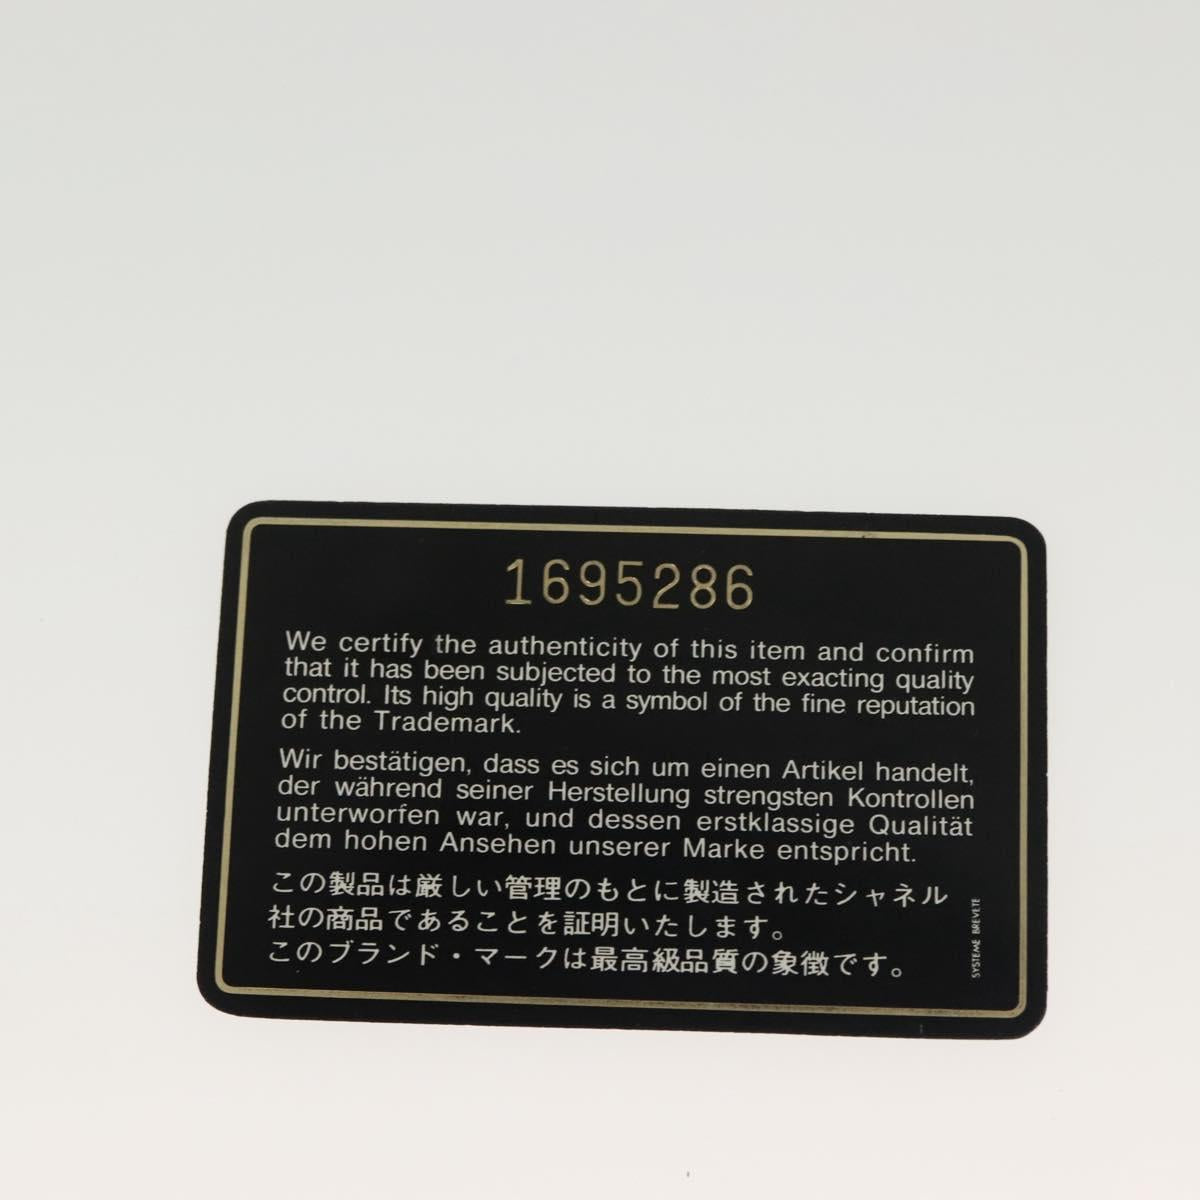 1695286
We certify the authenticity of this item and confirm
that it has been subjected to the most exacting quality
control. Its high quality is a symbol of the fine reputation
of the Trademark.
Wir bestätigen, dass es sich um einen Artikel handelt,
der während seiner Herstellung strengsten Kontrollen
unterworfen war, und dessen erstklassige Qualität
dem hohen Ansehen unserer Marke entspricht.
この製品は厳しい管理のもとに製造されたシャネル
社の商品であることを証明いたします。
このブランド・マークは最高級品質の象徴です。
SYSTEME BREVETE